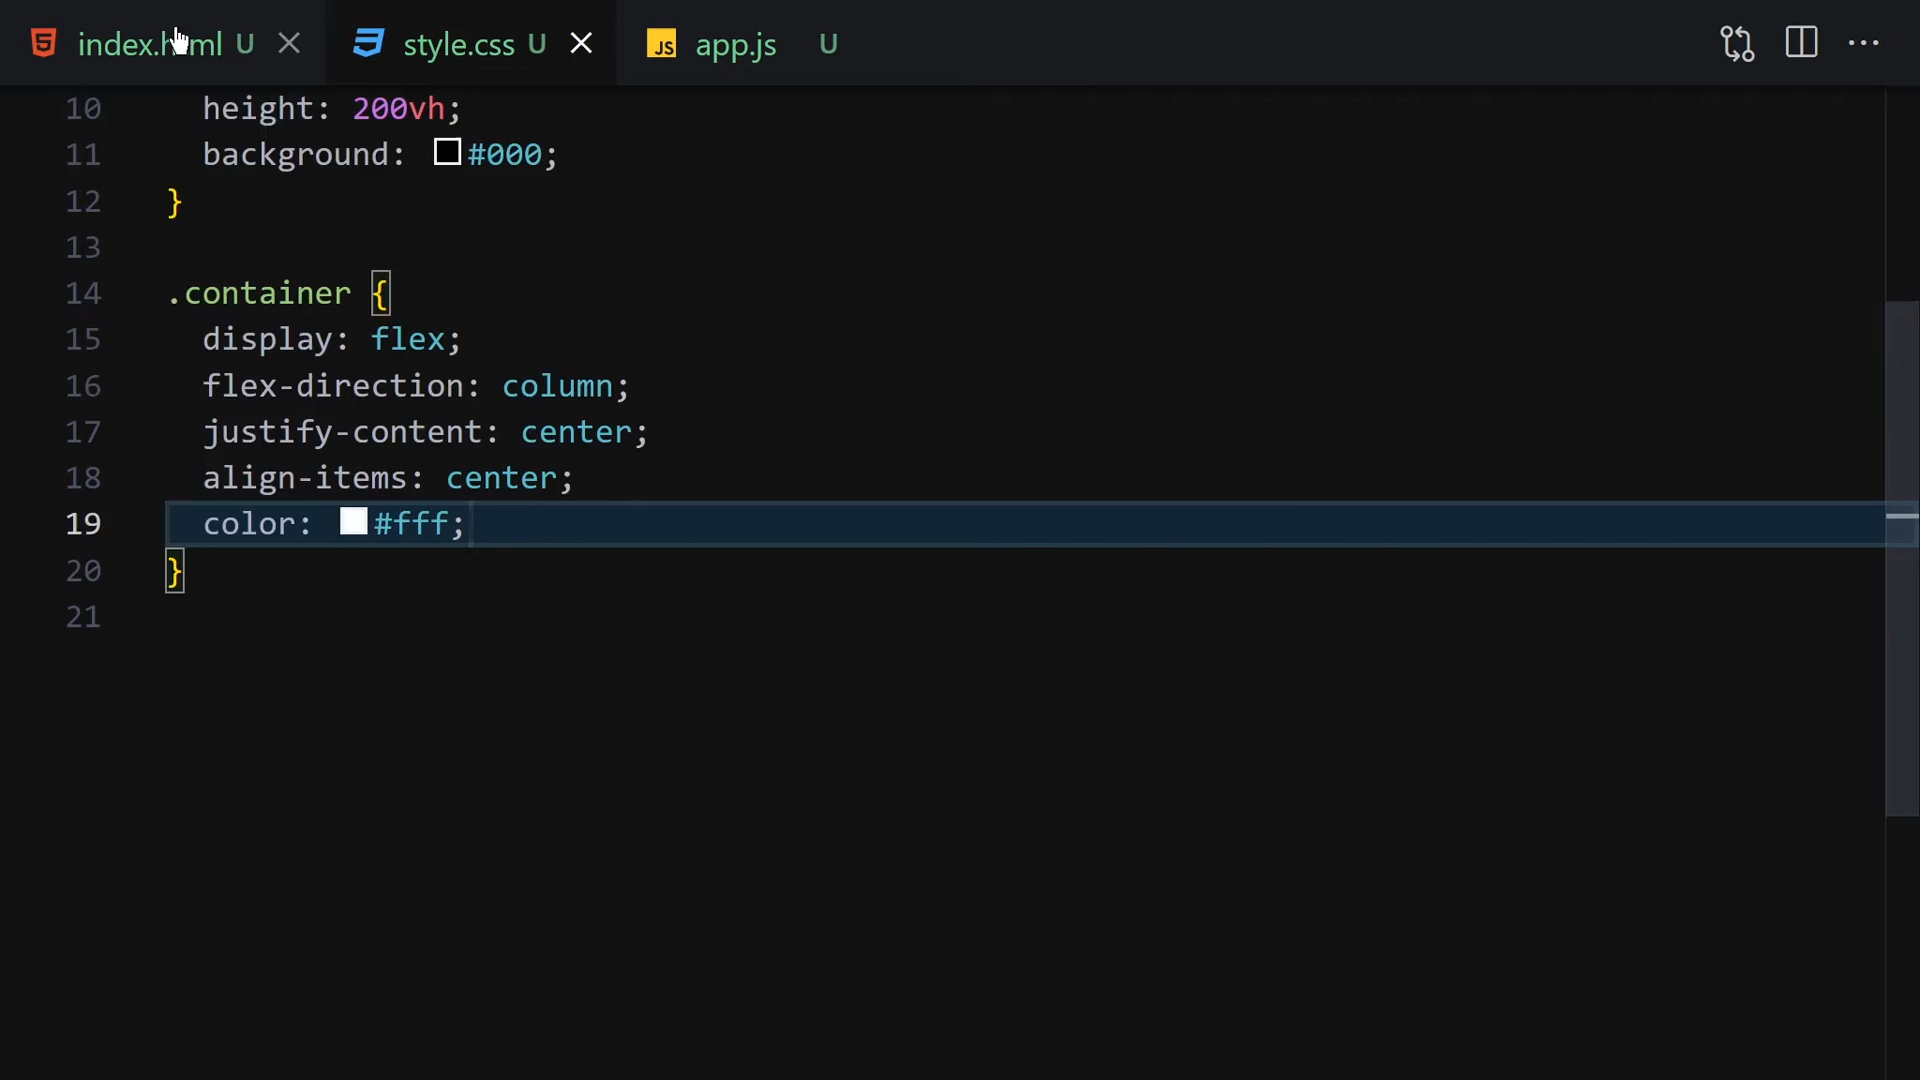 index.html U style.css U JS app.js U
10 height: 200vh;
11 background: #000;
12 }
13
14 .container {
15 display: flex;
16 flex-direction: column;
17 justify-content: center;
18 align-items: center;
19 color: #fff;
20 }
21